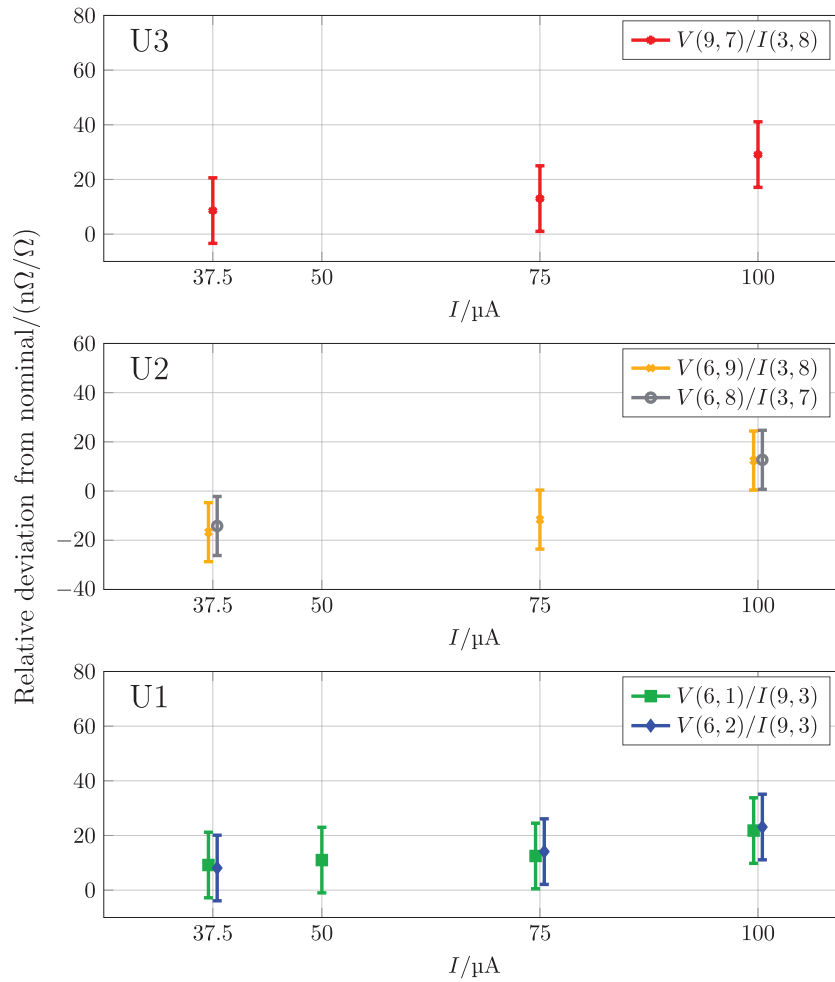 Relative deviation from nominal/(nΩ/Ω)
U3
V(9,7)/I(3,8)
80
60
40
20
0
37.5 50 75 100
I/µA
U2
V(6,9)/I(3,8)
V(6,8)/I(3,7)
60
40
20
0
−20
−40
37.5 50 75 100
I/µA
U1
V(6,1)/I(9,3)
V(6,2)/I(9,3)
80
60
40
20
0
37.5 50 75 100
I/µA